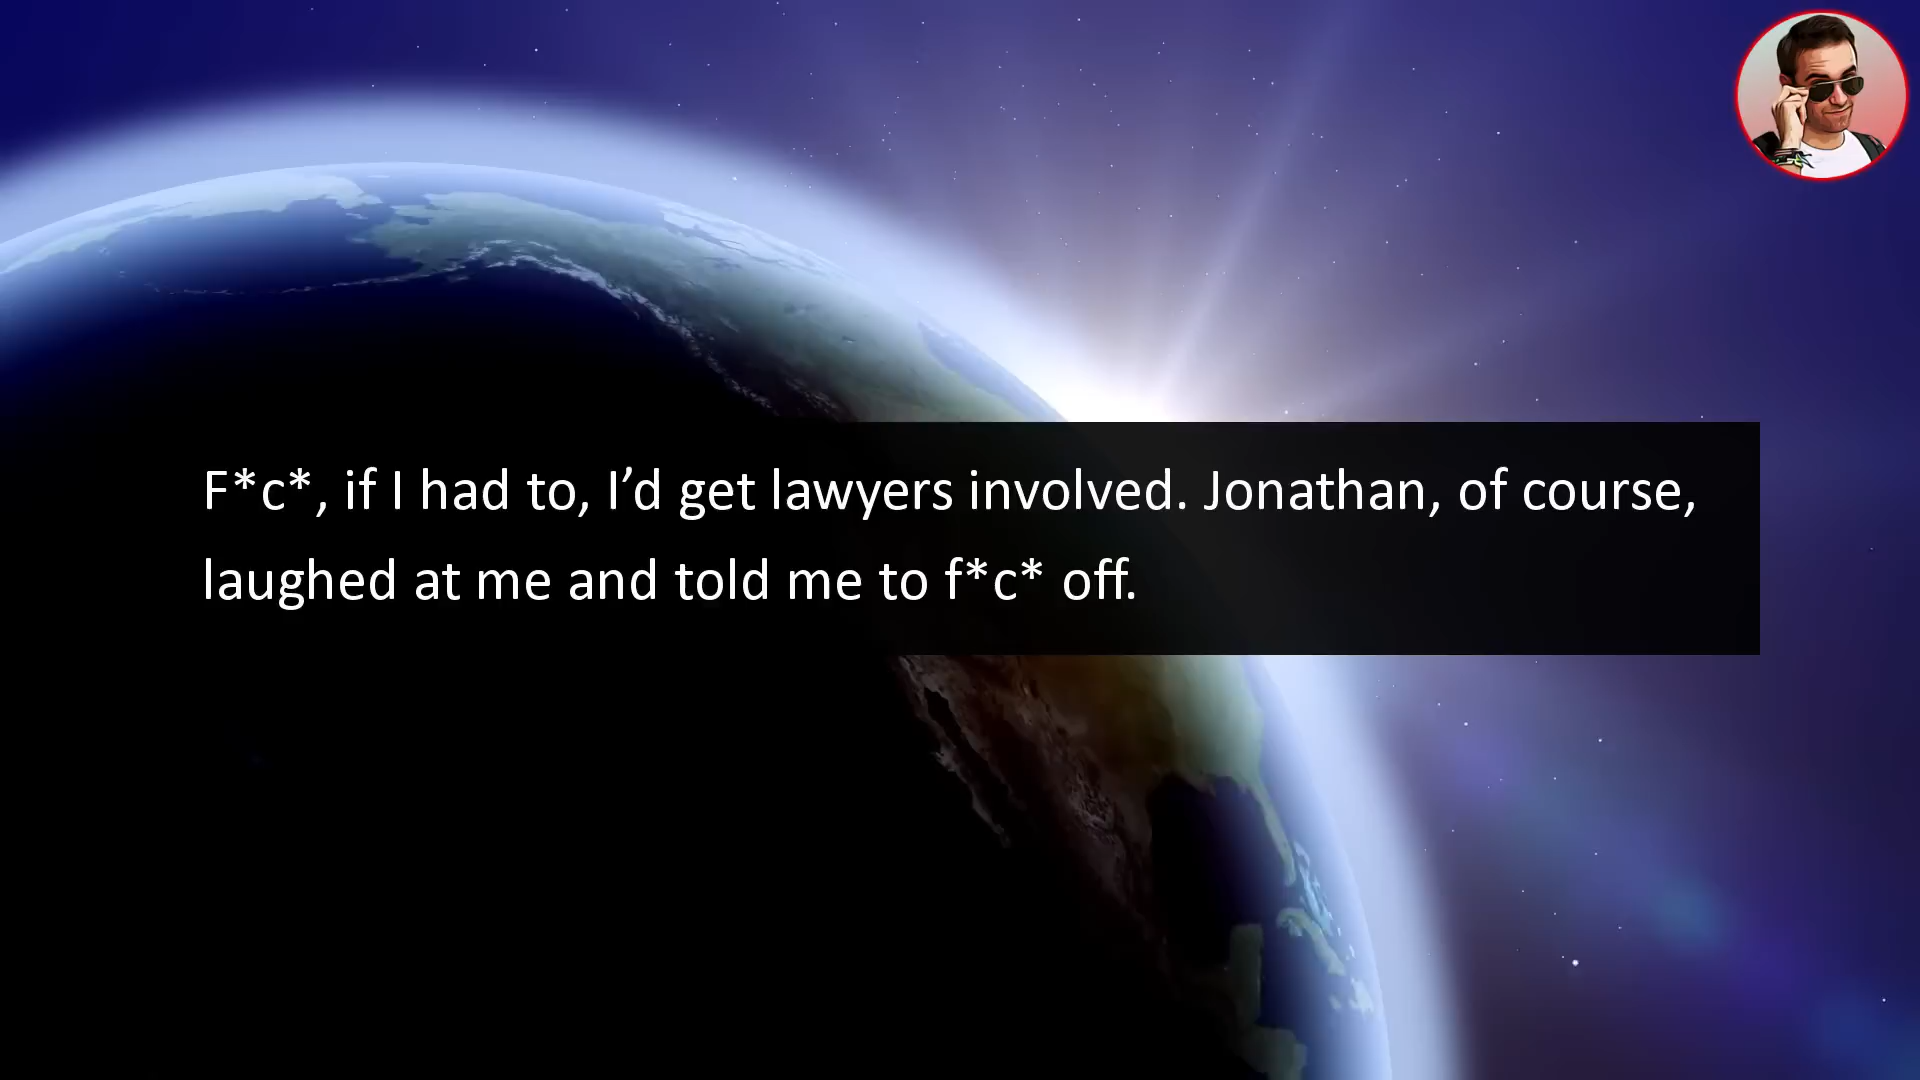 F*c*, if I had to, I’d get lawyers involved. Jonathan, of course,
laughed at me and told me to f*c* off.